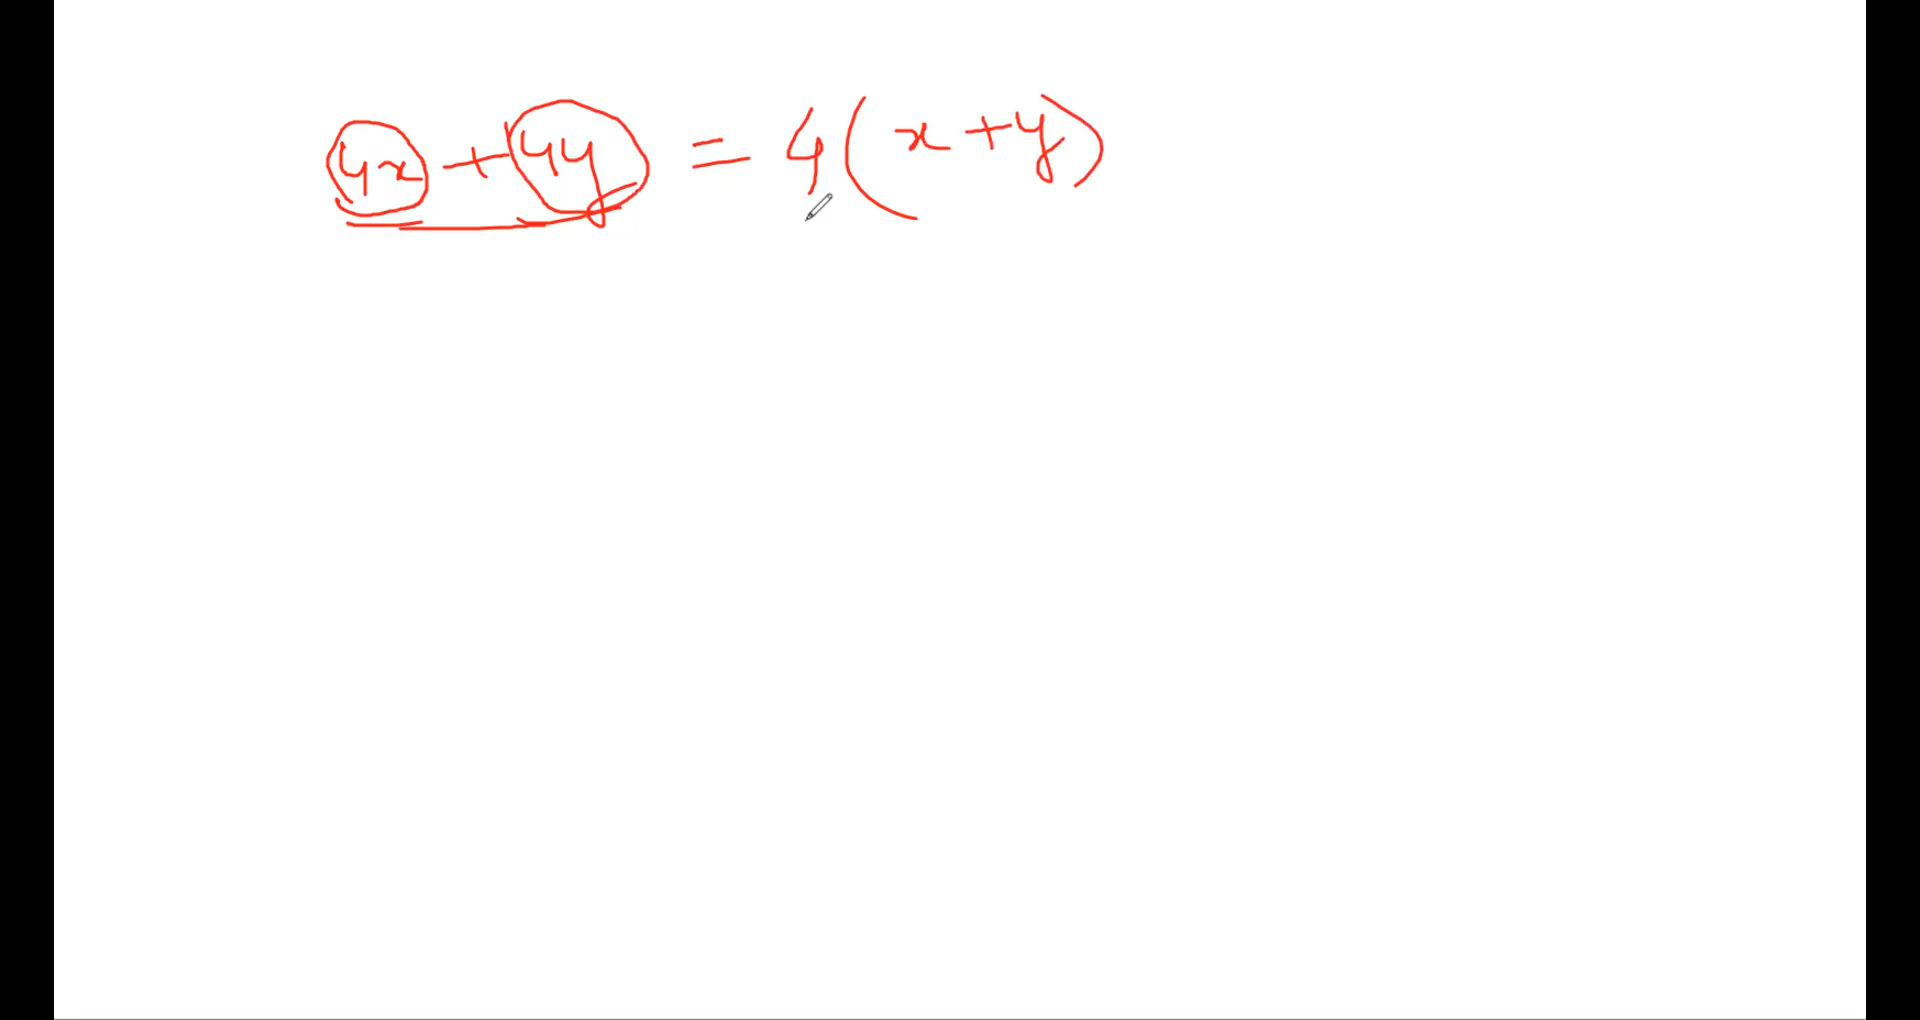 4x + 4y = 4(x + y)